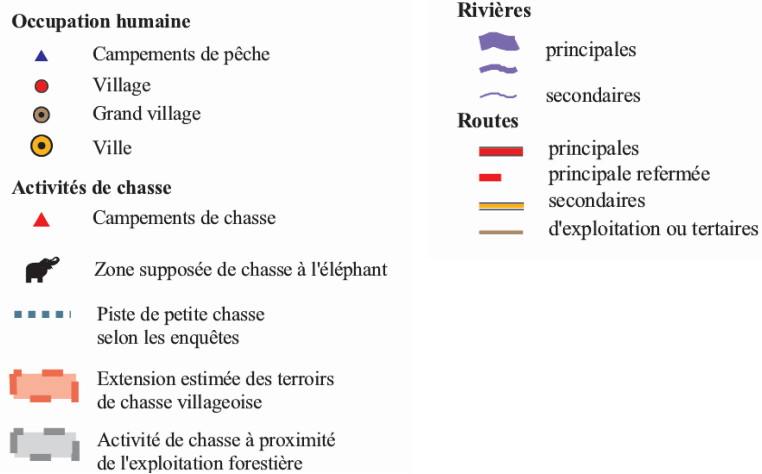 Occupation humaine
Campements de pêche
Village
Grand village
Ville
Activités de chasse
Campements de chasse
Zone supposée de chasse à l'éléphant
Piste de petite chasse
selon les enquêtes
Extension estimée des terroirs
de chasse villageoise
Activité de chasse à proximité
de l'exploitation forestière
Rivières
principales
secondaires
Routes
principales
principale refermée
secondaires
d'exploitation ou tertaires